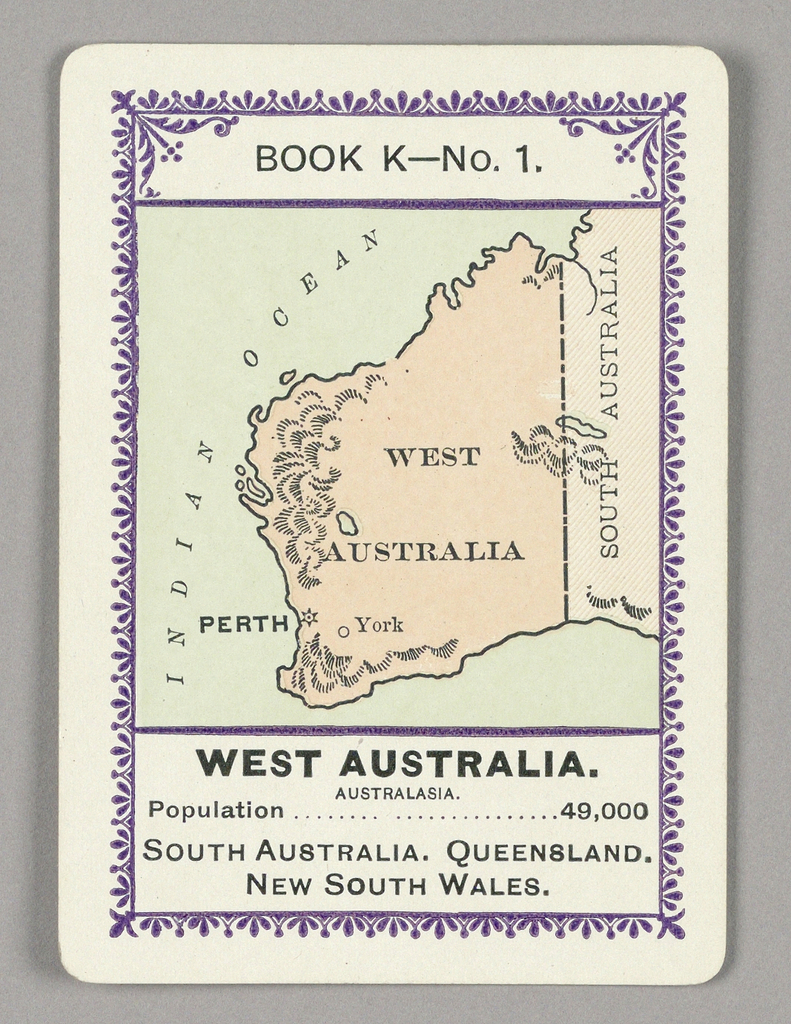 BOOK K—No. 1.
INDIAN OCEAN
SOUTH AUSTRALIA
WEST
AUSTRALIA
PERTH
York
WEST AUSTRALIA.
AUSTRALASIA.
Population ........ ................49,000
SOUTH AUSTRALIA. QUEENSLAND.
NEW SOUTH WALES.